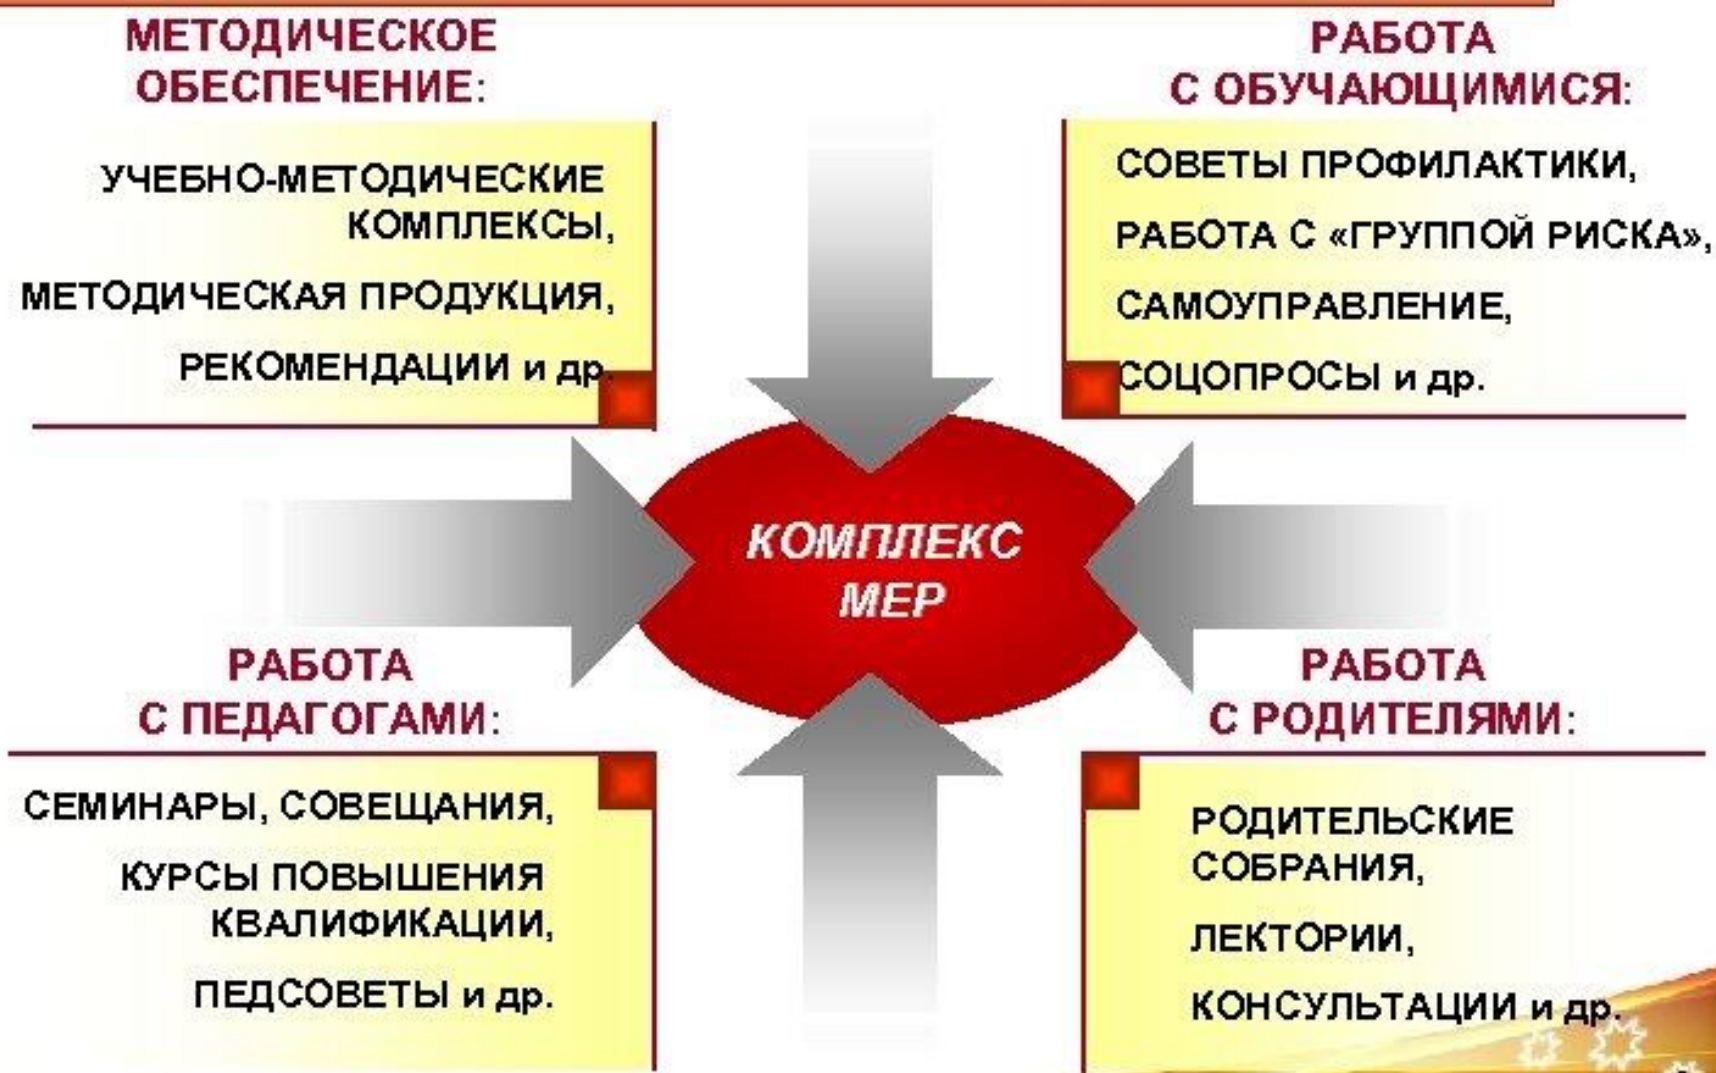 МЕТОДИЧЕСКОЕ
ОБЕСПЕЧЕНИЕ:
УЧЕБНО-МЕТОДИЧЕСКИЕ
КОМПЛЕКСЫ,
МЕТОДИЧЕСКАЯ ПРОДУКЦИЯ,
РЕКОМЕНДАЦИИ и др.
РАБОТА
С ОБУЧАЮЩИМИСЯ:
СОВЕТЫ ПРОФИЛАКТИКИ,
РАБОТА С «ГРУППОЙ РИСКА»,
САМОУПРАВЛЕНИЕ,
СОЦОПРОСЫ и др.
КОМПЛЕКС
МЕР
РАБОТА
С ПЕДАГОГАМИ:
СЕМИНАРЫ, СОВЕЩАНИЯ,
КУРСЫ ПОВЫШЕНИЯ
КВАЛИФИКАЦИИ,
ПЕДСОВЕТЫ и др.
РАБОТА
С РОДИТЕЛЯМИ:
РОДИТЕЛЬСКИЕ
СОБРАНИЯ,
ЛЕКТОРИИ,
КОНСУЛЬТАЦИИ и др.